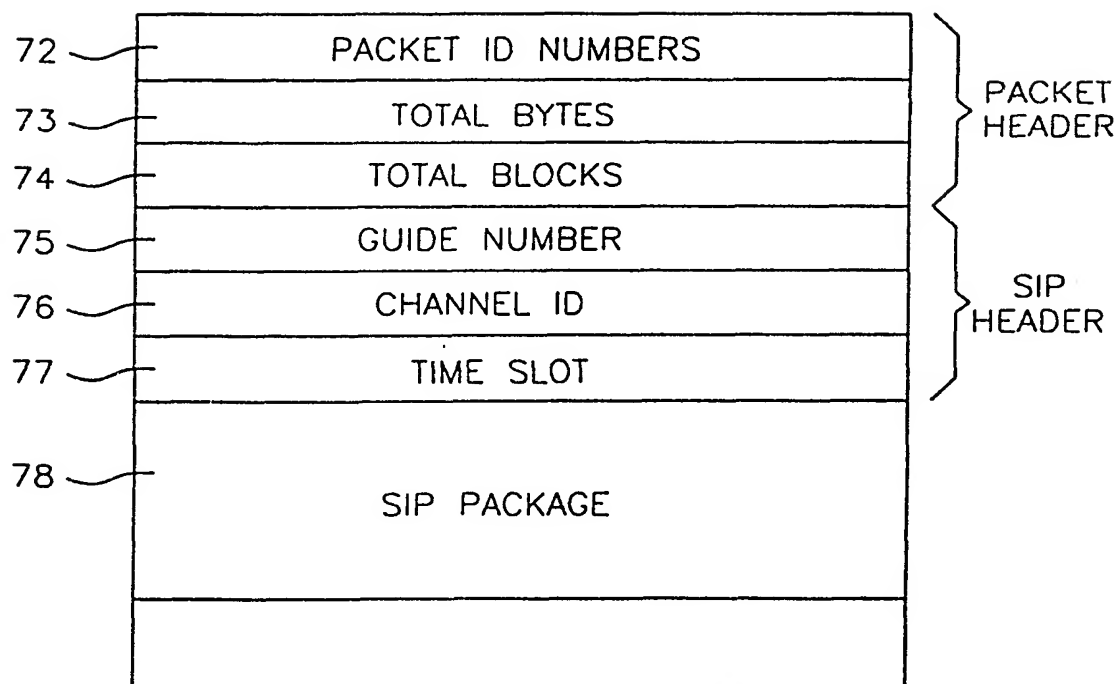 72 PACKET ID NUMBERS
73 TOTAL BYTES
74 TOTAL BLOCKS
PACKET
HEADER
75 GUIDE NUMBER
76 CHANNEL ID
77 TIME SLOT
SIP
HEADER
78 SIP PACKAGE